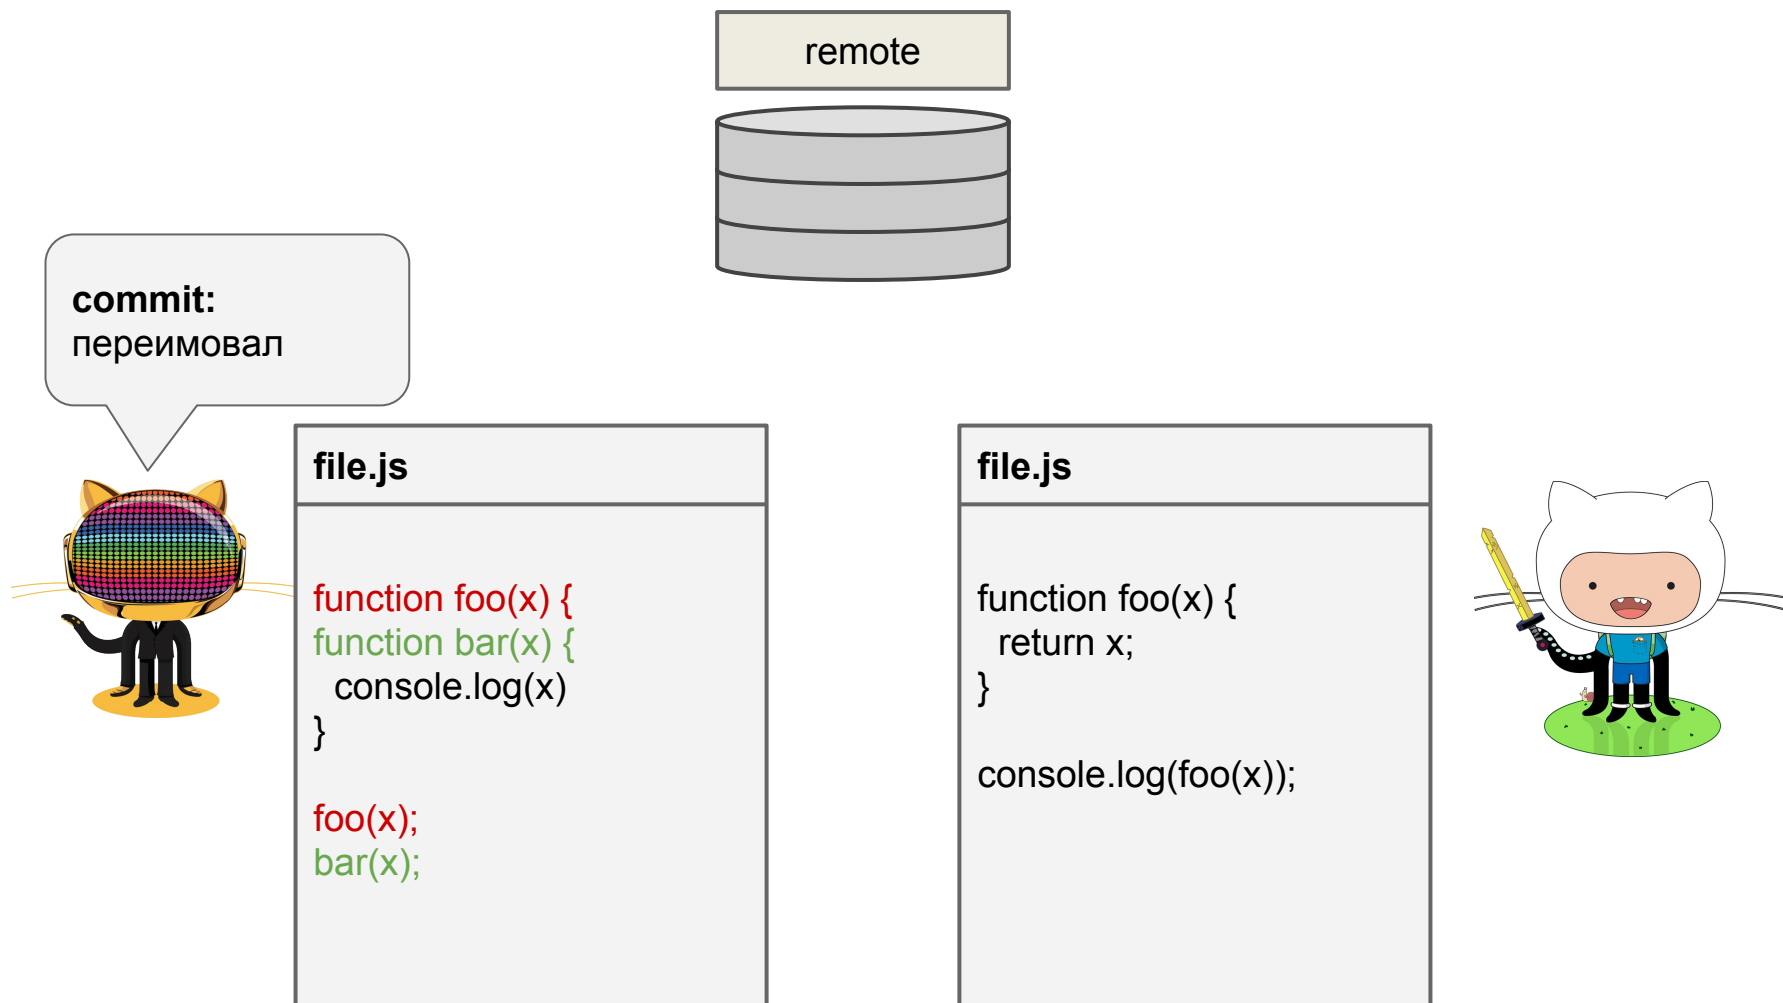 remote
commit:
переимовал
file.js
function foo(x) {
function bar(x) {
console.log(x)
}
foo(x);
bar(x);
file.js
function foo(x) {
return x;
}
console.log(foo(x));